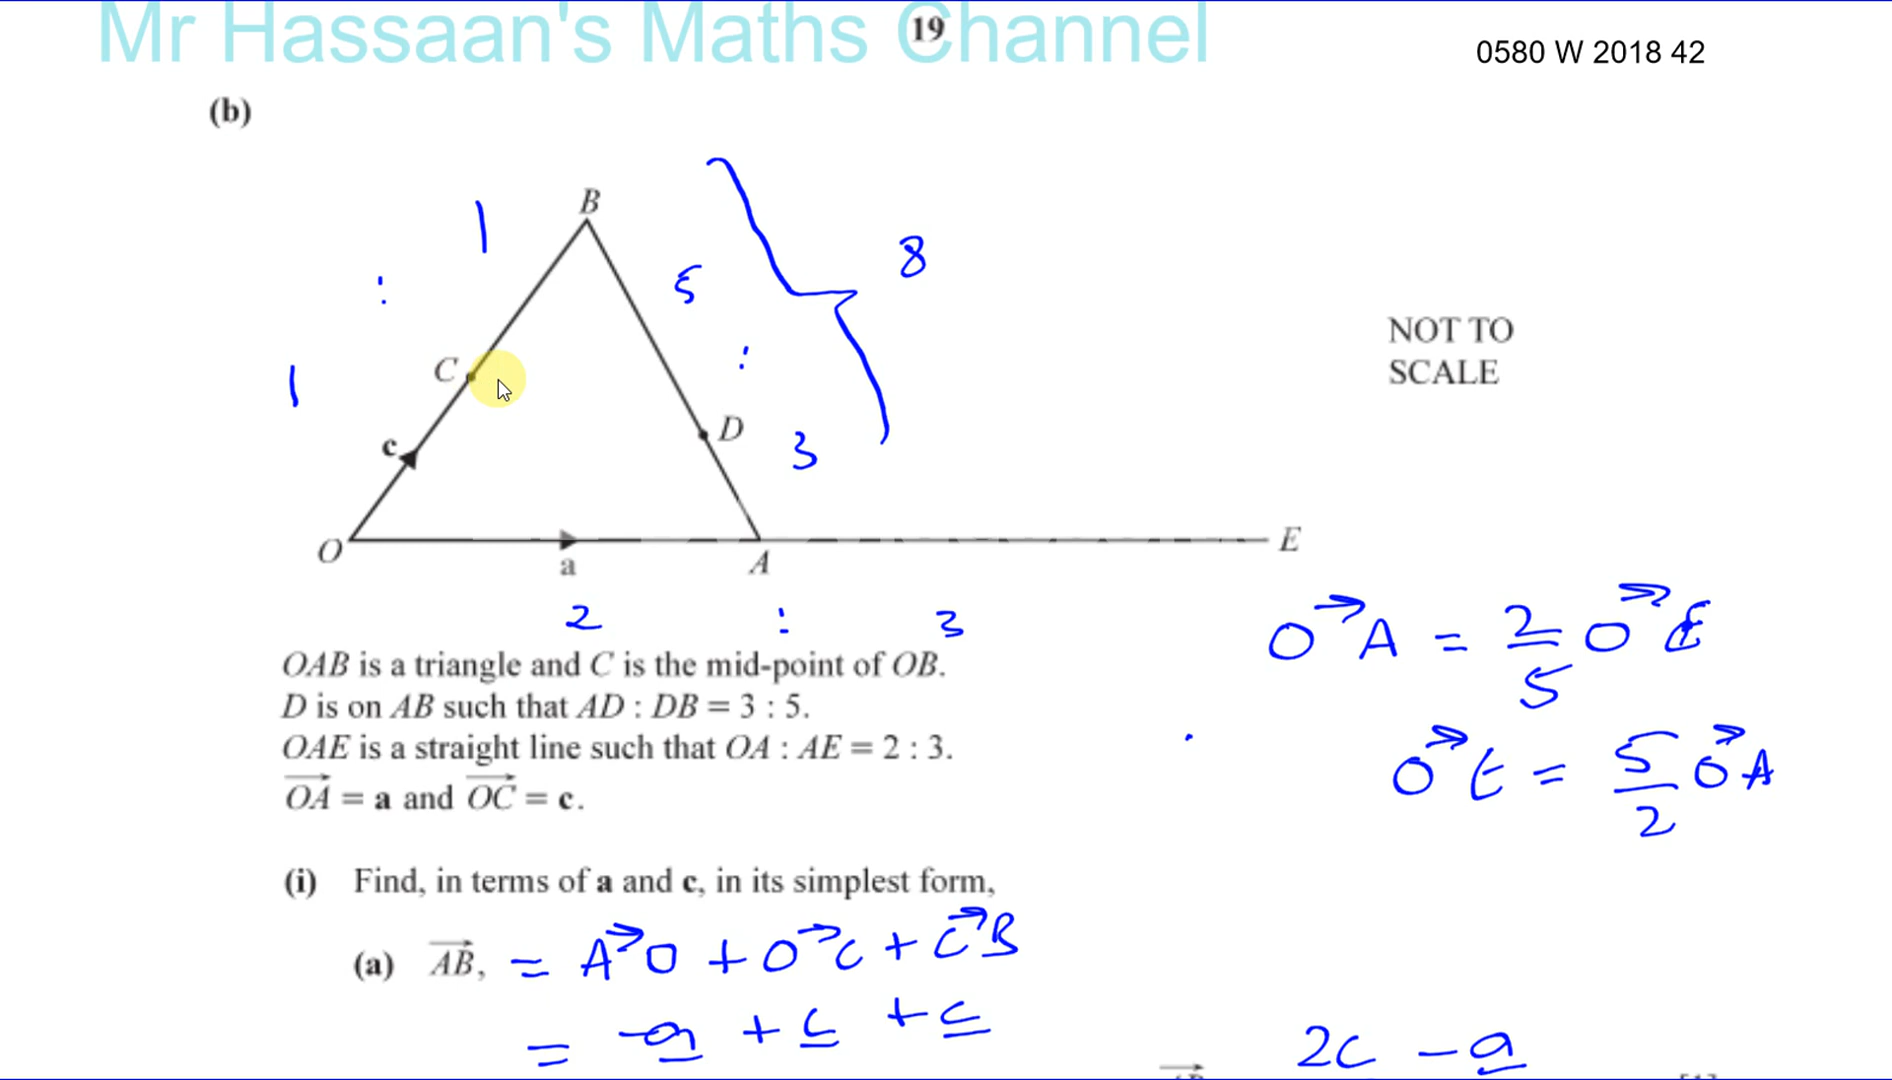 Mr Hassaan's Maths Channel
19
0580 W 2018 42
(b)
B
1
:
5
8
C
1
:
D
3
c
NOT TO
SCALE
O
a
A
E
2 : 3
OA = 2/5 OE
OE = 5/2 OA
OAB is a triangle and C is the mid-point of OB.
D is on AB such that AD : DB = 3 : 5.
OAE is a straight line such that OA : AE = 2 : 3.
OA = a and OC = c.
(i) Find, in terms of a and c, in its simplest form,
(a) AB, = AO + OC + CB
= -a + c + c
2c - a